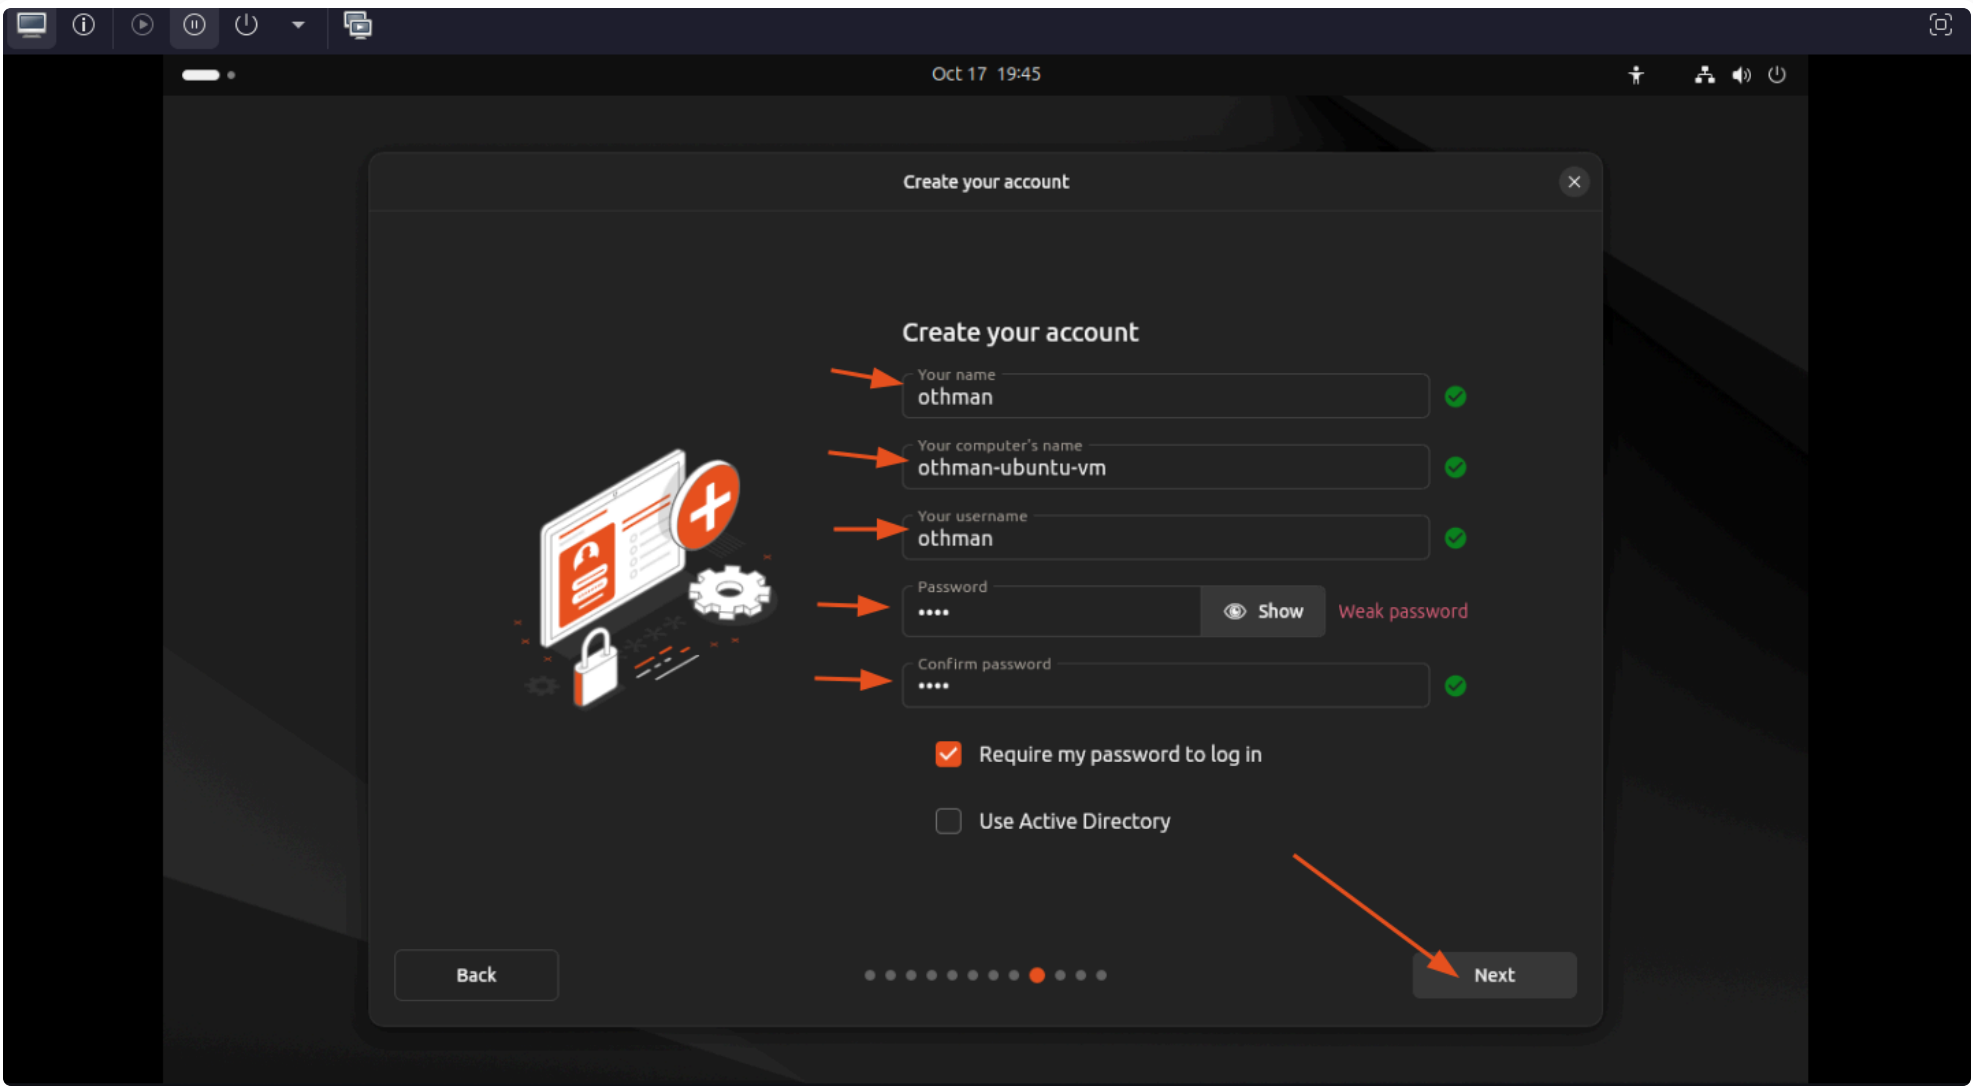 Oct 17 19:45
Create your account
Create your account
Your name
othman
Your computer's name
othman-ubuntu-vm
Your username
othman
Password
••••
Show
Weak password
Confirm password
••••
Require my password to log in
Use Active Directory
Back
Next